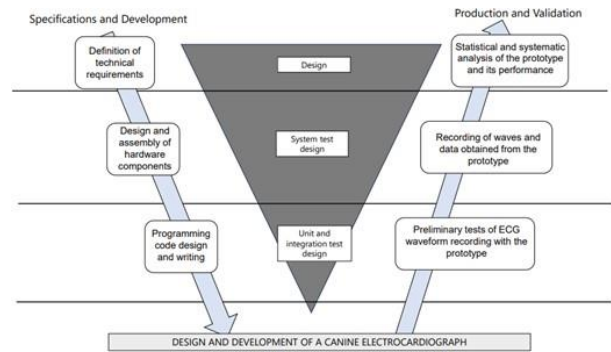 Specifications and Development
Production and Validation
Definition of
technical
requirements
Design
Statistical and systematic
analysis of the prototype
and its performance
Design and
assembly of
hardware
components
System test
design
Recording of waves and
data obtained from the
prototype
Programming
code design
and writing
Unit and
integration test
design
Preliminary tests of ECG
waveform recording with the
prototype
DESIGN AND DEVELOPMENT OF A CANINE ELECTROCARDIOGRAPH